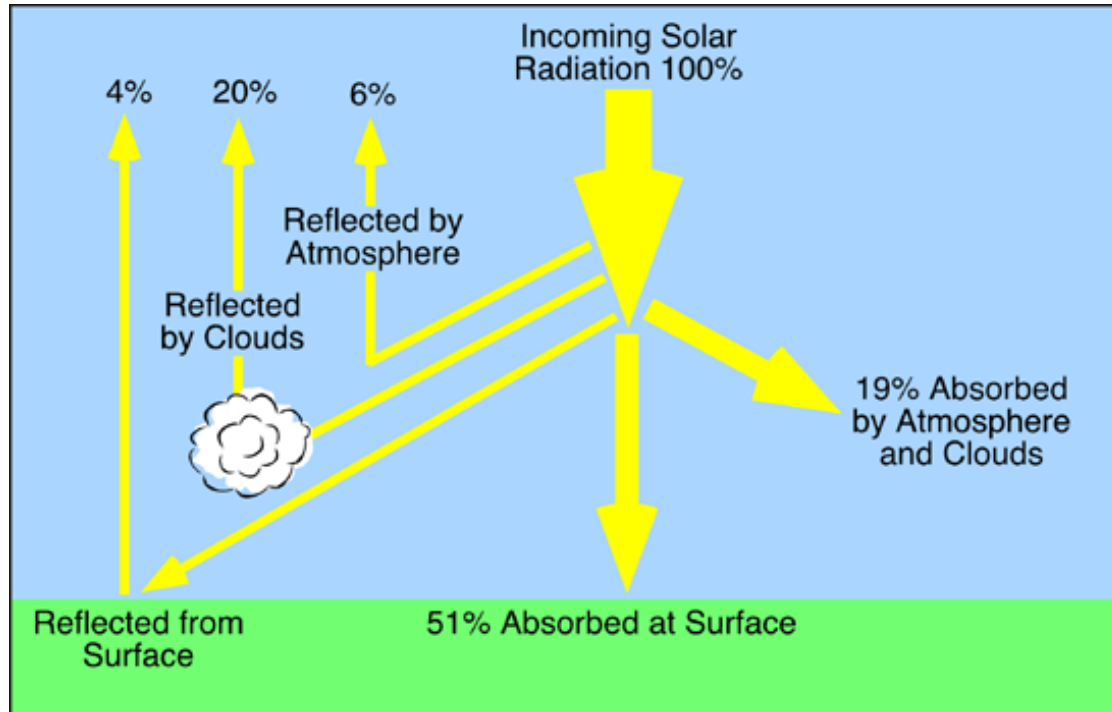 Incoming Solar
Radiation 100%
4%
20%
6%
Reflected by
Atmosphere
Reflected
by Clouds
19% Absorbed
by Atmosphere
and Clouds
Reflected from
Surface
51% Absorbed at Surface